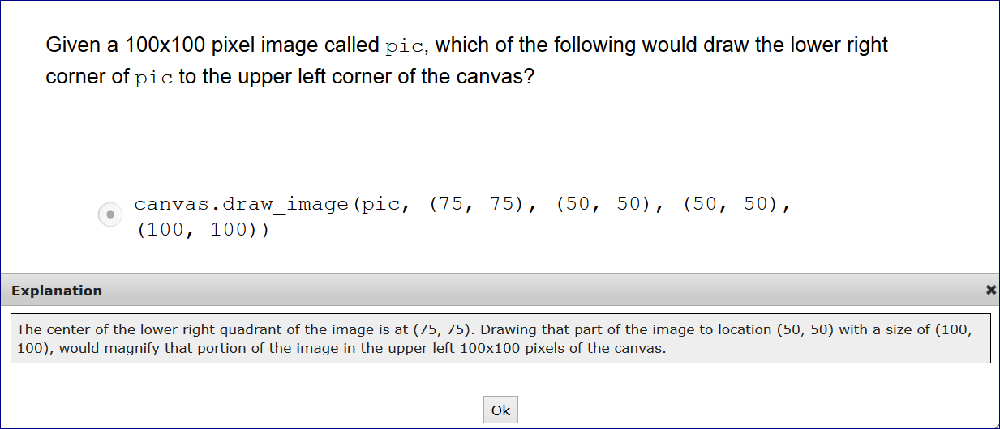 Given a 100x100 pixel image called pic, which of the following would draw the lower right
corner of pic to the upper left corner of the canvas?
canvas.draw_image(pic, (75, 75), (50, 50), (50, 50),
(100, 100))
Explanation
The center of the lower right quadrant of the image is at (75, 75). Drawing that part of the image to location (50, 50) with a size of (100,
100), would magnify that portion of the image in the upper left 100x100 pixels of the canvas.
Ok